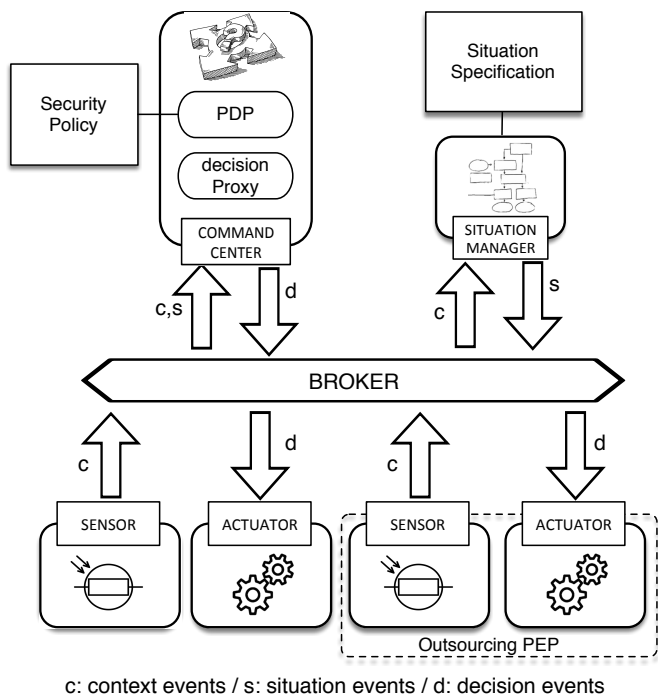 Security
Policy
PDP
decision
Proxy
COMMAND
CENTER
Situation
Specification
SITUATION
MANAGER
c,s
d
c
s
BROKER
c
d
c
d
SENSOR
ACTUATOR
SENSOR
ACTUATOR
Outsourcing PEP
c: context events / s: situation events / d: decision events